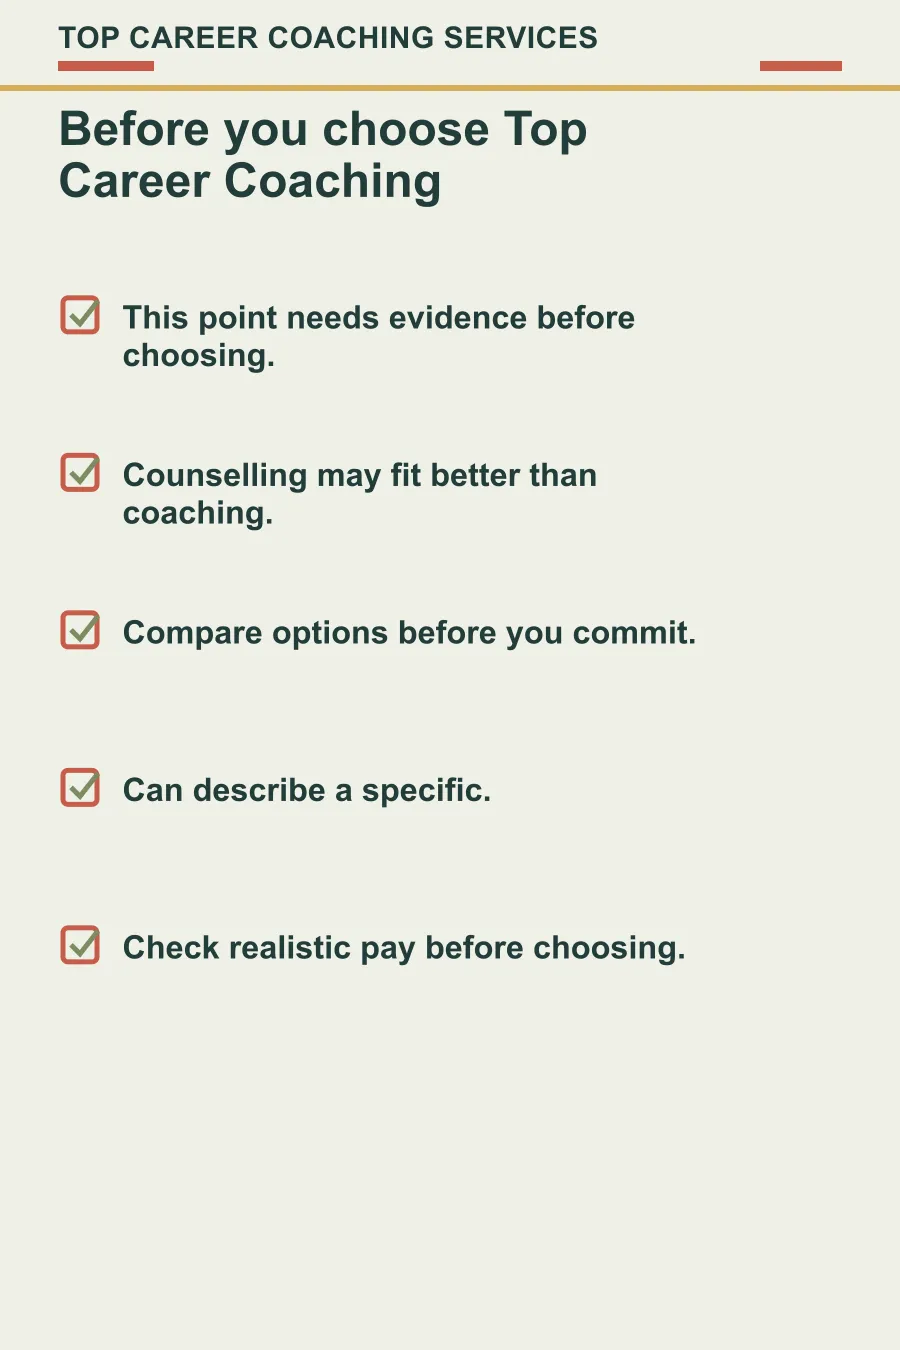 TOP CAREER COACHING SERVICES
Before you choose Top
Career Coaching
This point needs evidence before
choosing.
Counselling may fit better than
coaching.
Compare options before you commit.
Can describe a specific.
Check realistic pay before choosing.